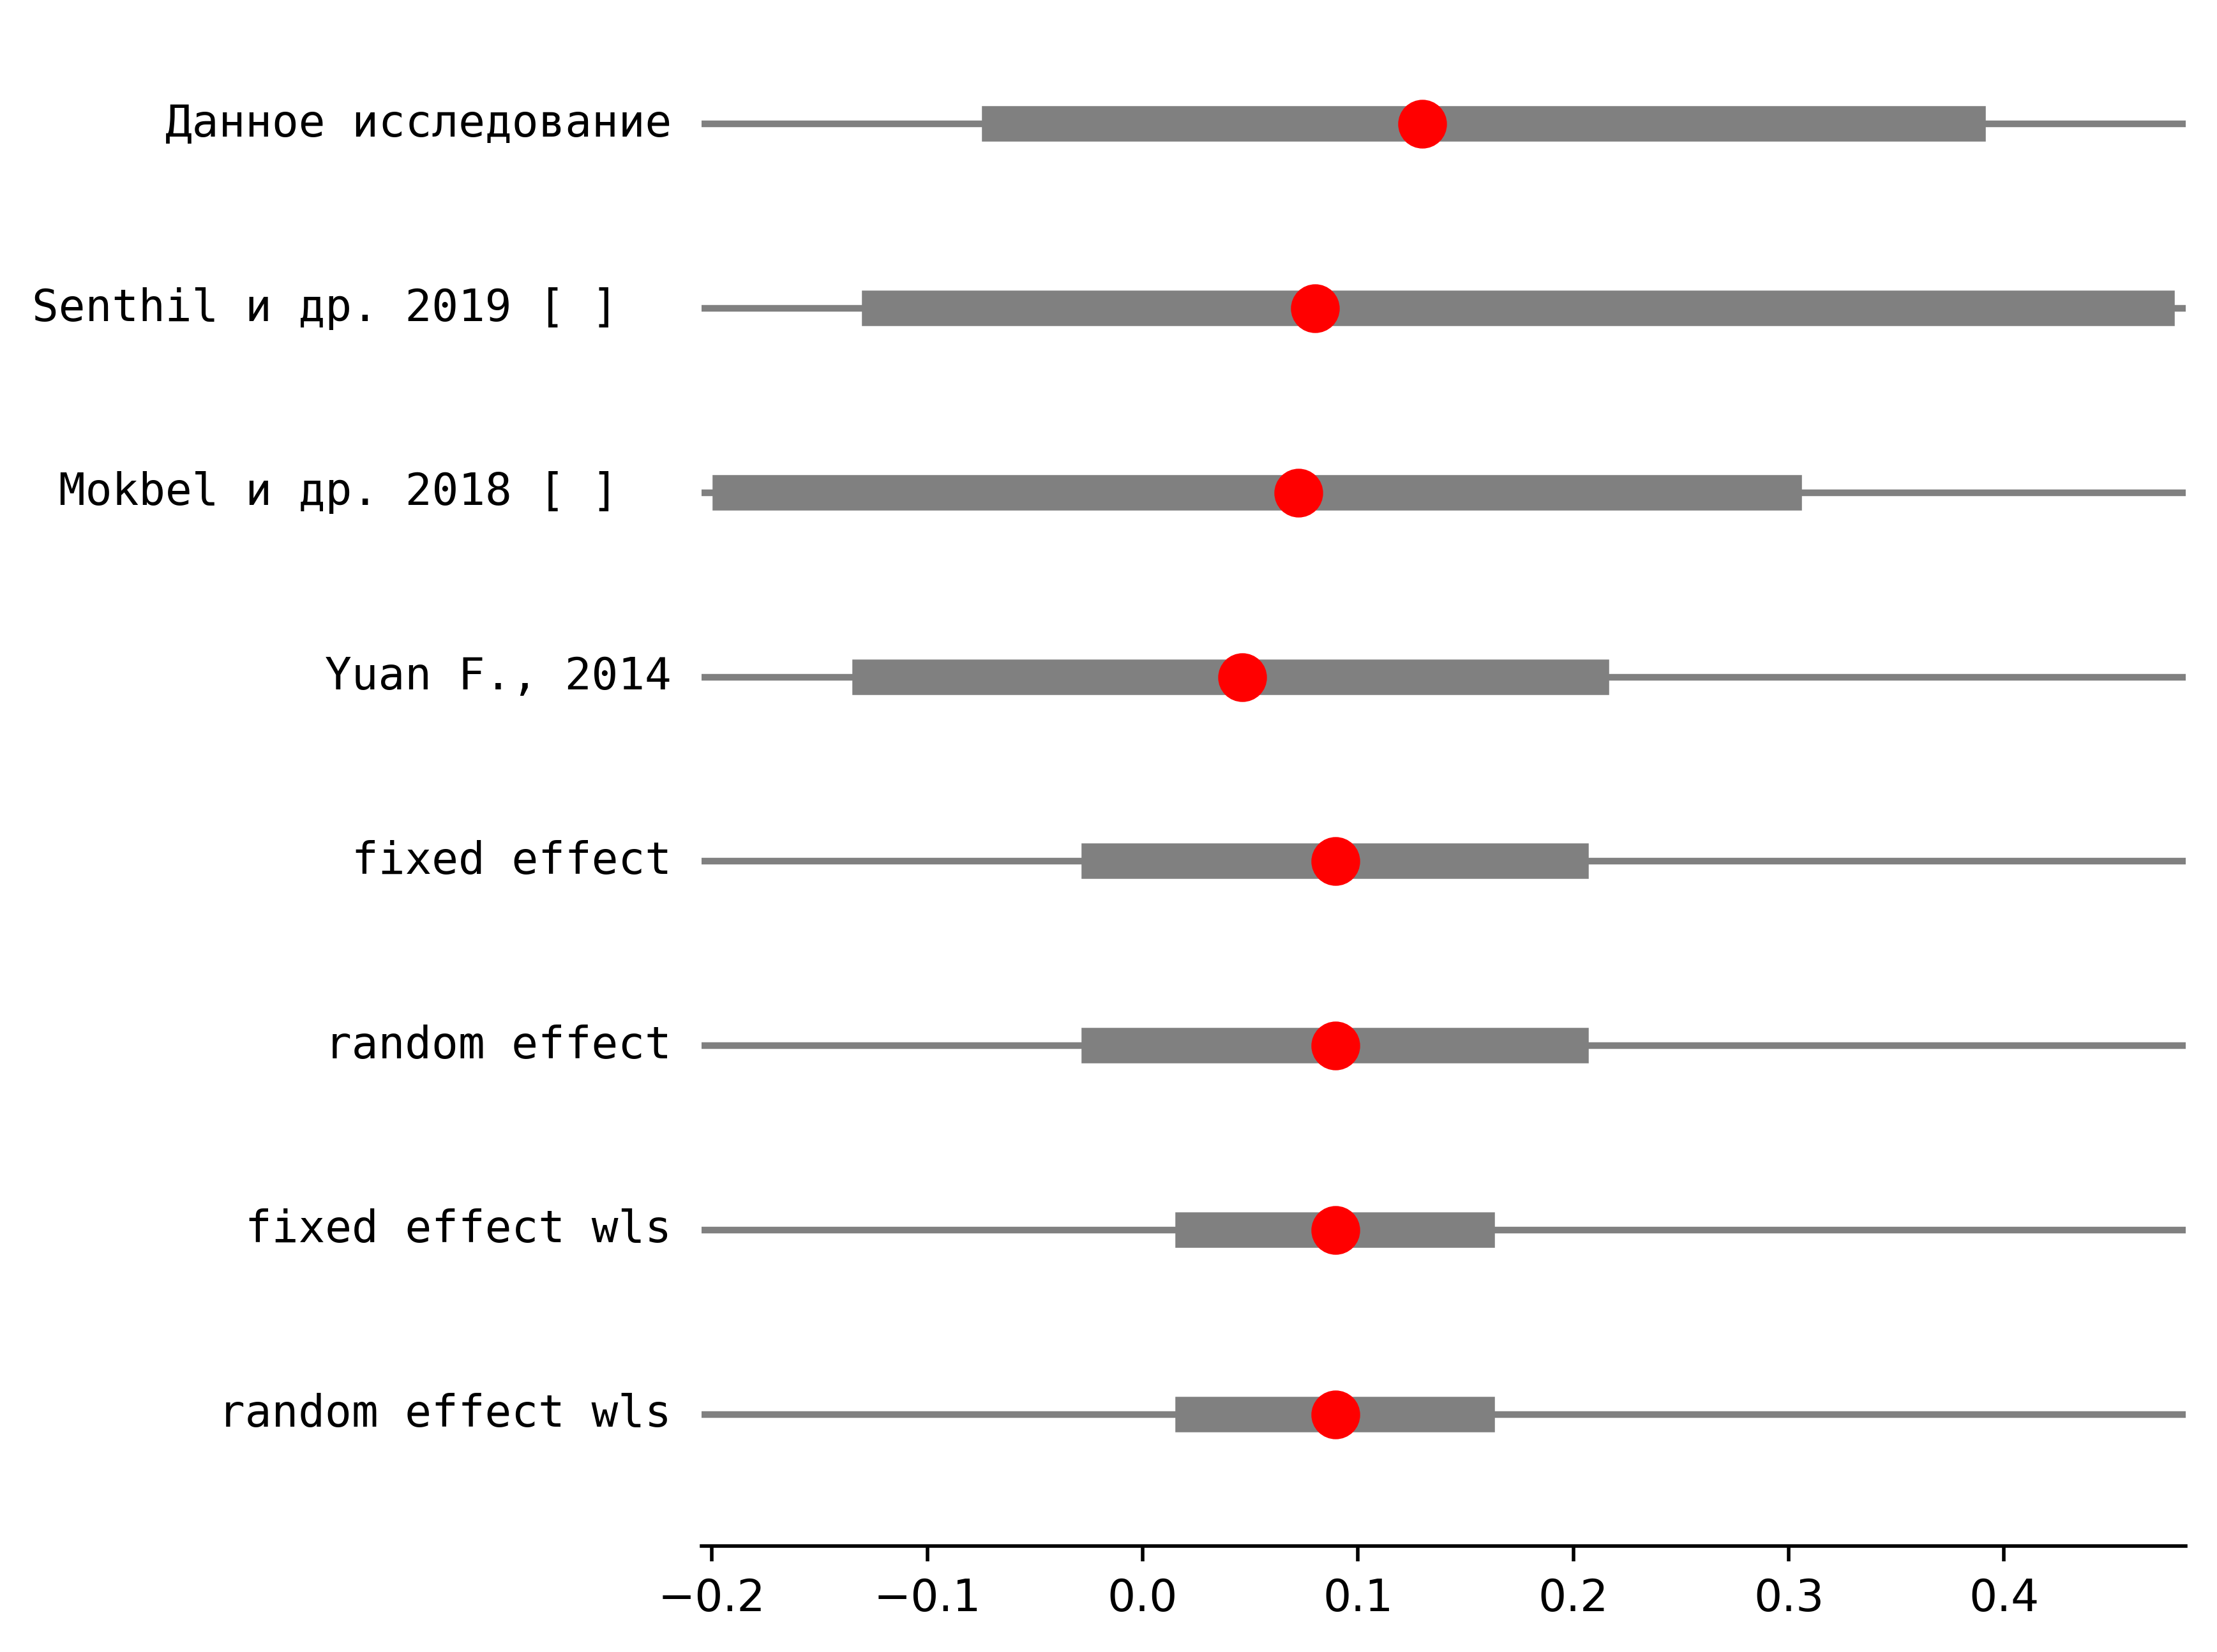 Данное исследование
Senthil и др. 2019 [ ]
Mokbel и др. 2018 [ ]
Yuan F., 2014
fixed effect
random effect
fixed effect wls
random effect wls
−0.2 −0.1 0.0 0.1 0.2 0.3 0.4